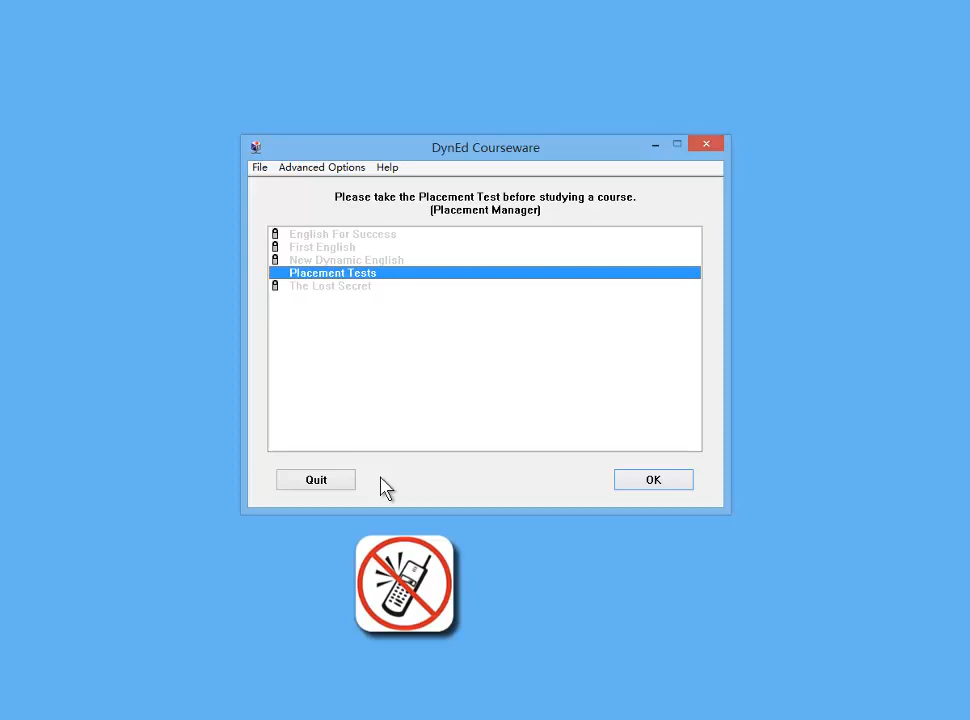 DynEd Courseware
File Advanced Options Help
Please take the Placement Test before studying a course.
(Placement Manager)
English For Success
First English
New Dynamic English
Placement Tests
The Lost Secret
Quit OK